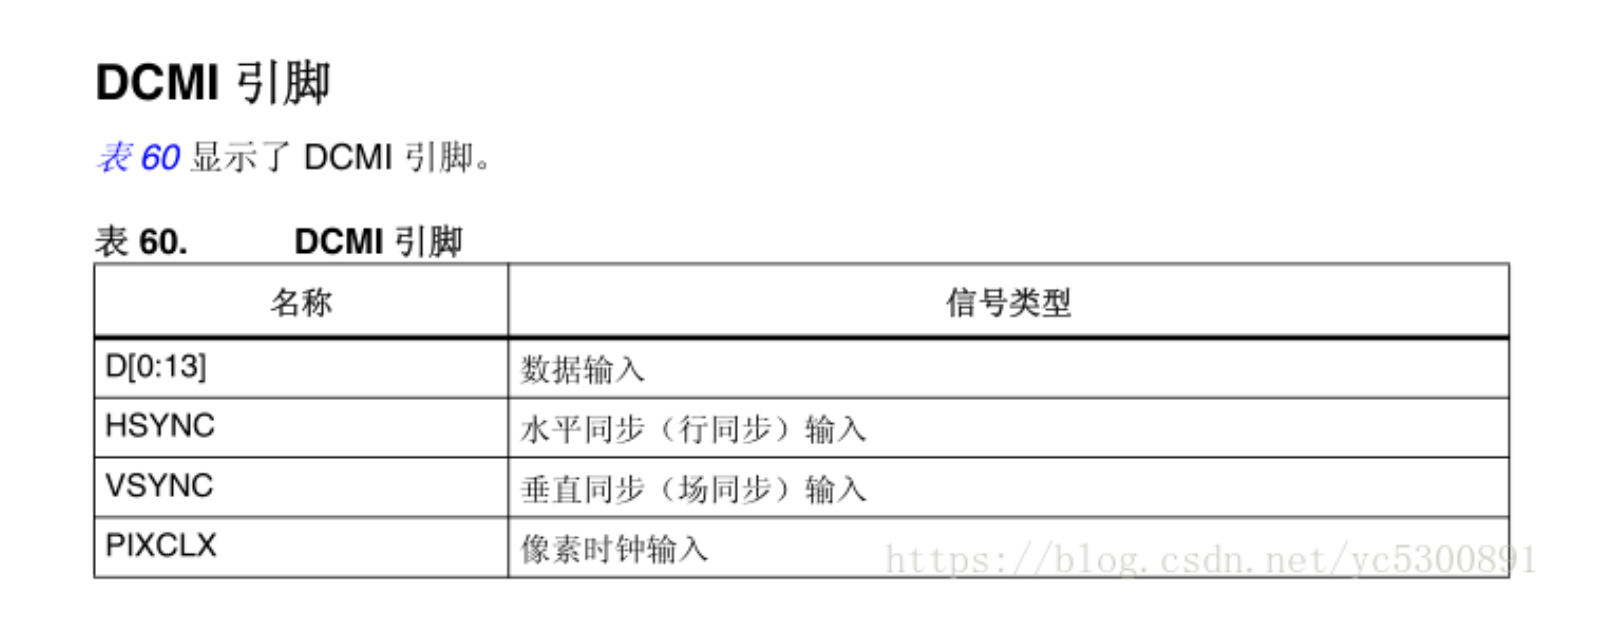 DCMI 引脚
表 60 显示了 DCMI 引脚。
表 60. DCMI 引脚
名称 信号类型
D[0:13] 数据输入
HSYNC 水平同步（行同步）输入
VSYNC 垂直同步（场同步）输入
PIXCLX 像素时钟输入
https://blog.csdn.net/yc5300891